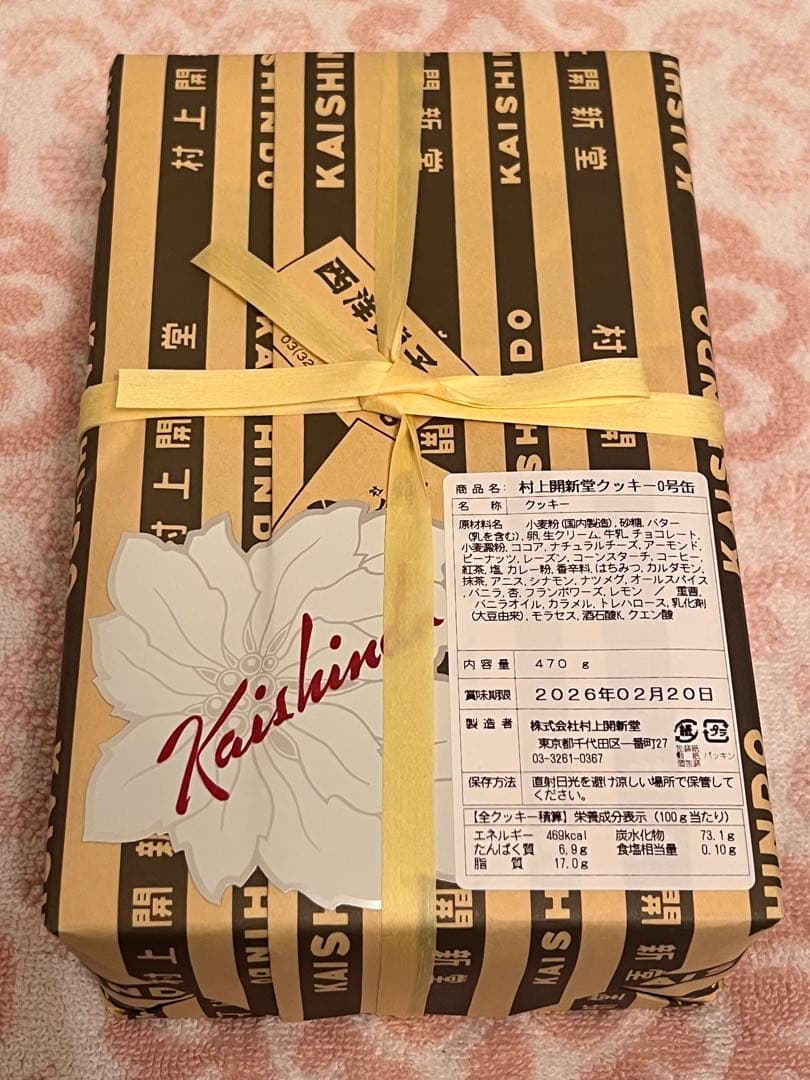 村上開新堂
KAISHINDO
西洋菓子
Kaishindo
商品名: 村上開新堂クッキー0号缶
名 称 クッキー
原材料名 小麦粉(国内製造), 砂糖, バター
(乳を含む), 卵, 生クリーム, 牛乳, チョコレート,
小麦澱粉, ココア, ナチュラルチーズ, アーモンド,
ピーナッツ, レーズン, コーンスターチ, コーヒー,
紅茶, 塩, カレー粉, 香辛料, はちみつ, カルダモン,
抹茶, アニス, シナモン, ナツメグ, オールスパイス
, バニラ, 杏, フランボワーズ, レモン / 重曹,
バニラオイル, カラメル, トレハロース, 乳化剤
(大豆由来), モラセス, 酒石酸K, クエン酸
内容量 470 g
賞味期限 2026年02月20日
製造者 株式会社村上開新堂
東京都千代田区一番町27
03-3261-0367
紙 プラ
包装紙
個包装
パッキン
保存方法 直射日光を避け涼しい場所で保管して
ください。
【全クッキー積算】栄養成分表示(100g当たり)
エネルギー 469kcal 炭水化物 73.1g
たんぱく質 6.9g 食塩相当量 0.10g
脂 質 17.0g